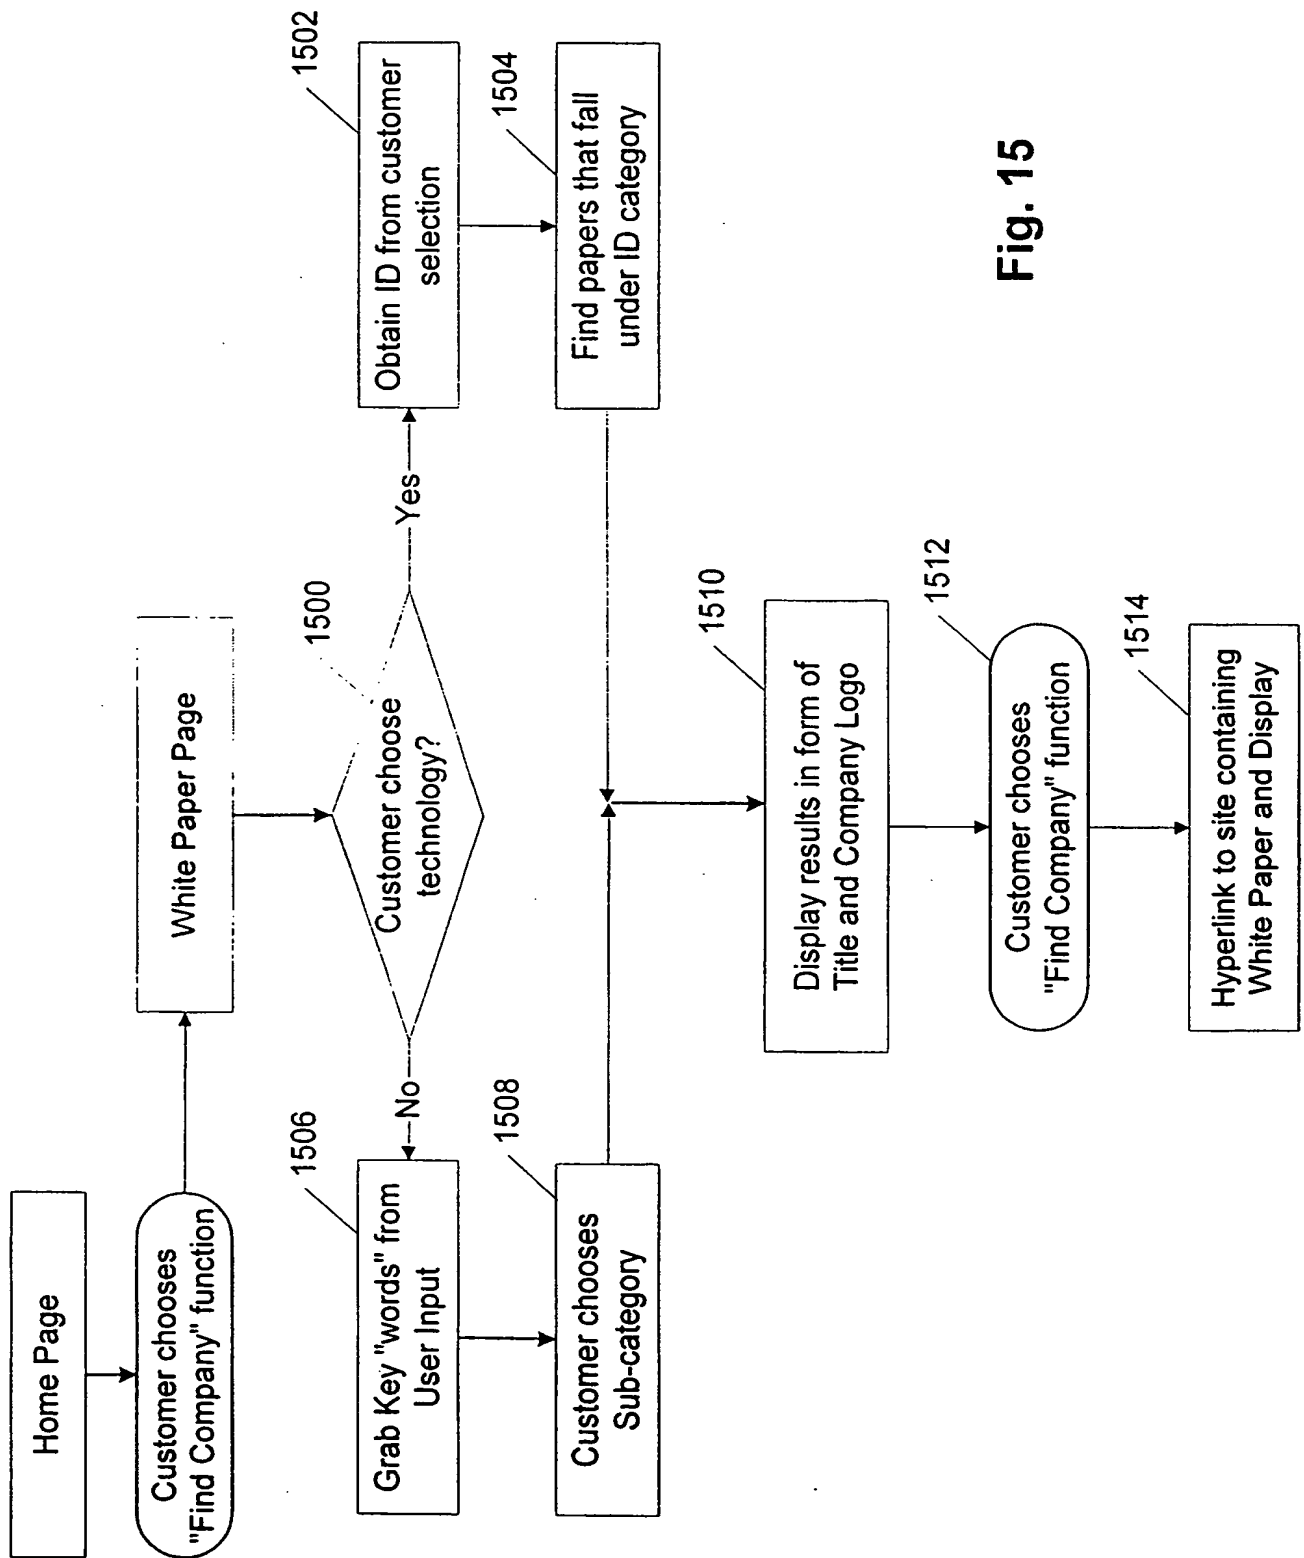 Home Page
Customer chooses
"Find Company" function
White Paper Page
1500
Customer choose
technology?
Yes
1502
Obtain ID from customer
selection
1504
Find papers that fall
under ID category
No
1506
Grab Key "words" from
User Input
1508
Customer chooses
Sub-category
1510
Display results in form of
Title and Company Logo
1512
Customer chooses
"Find Company" function
1514
Hyperlink to site containing
White Paper and Display
Fig. 15